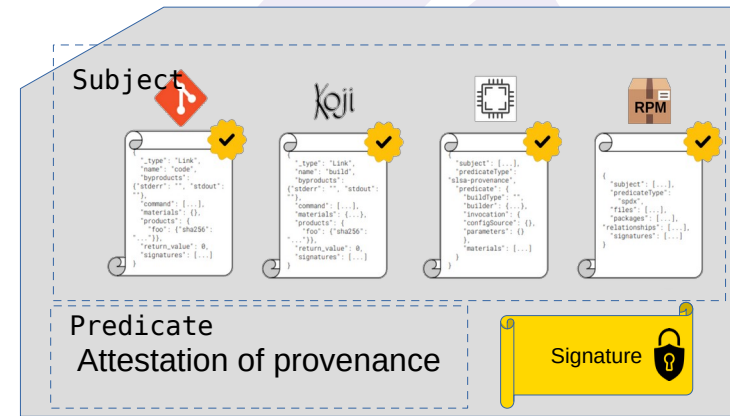 Subject
Koji
RPM
{
"_type": "Link",
"name": "code",
"byproducts":
{"stderr": "", "stdout":
""},
"command": [...],
"materials": {},
"products": {
"foo": {"sha256":
"..."}},
"return_value": 0,
"signatures": [...]
}
{
"_type": "Link",
"name": "build",
"byproducts":
{"stderr": "", "stdout":
""},
"command": [...],
"materials": {...},
"products": {
"foo": {"sha256":
"..."}},
"return_value": 0,
"signatures": [...]
}
{
"subject": [...],
"predicateType":
"slsa-provenance",
"predicate": {
"buildType": "",
"builder": {...},
"invocation": {
"configSource": {},
"parameters": {}
},
"materials": [...]
}
}
{
"subject": [...],
"predicateType":
"spdx",
"files": [...],
"packages": [...],
"relationships": [...],
"signatures": [...]
}
Predicate
Attestation of provenance
Signature